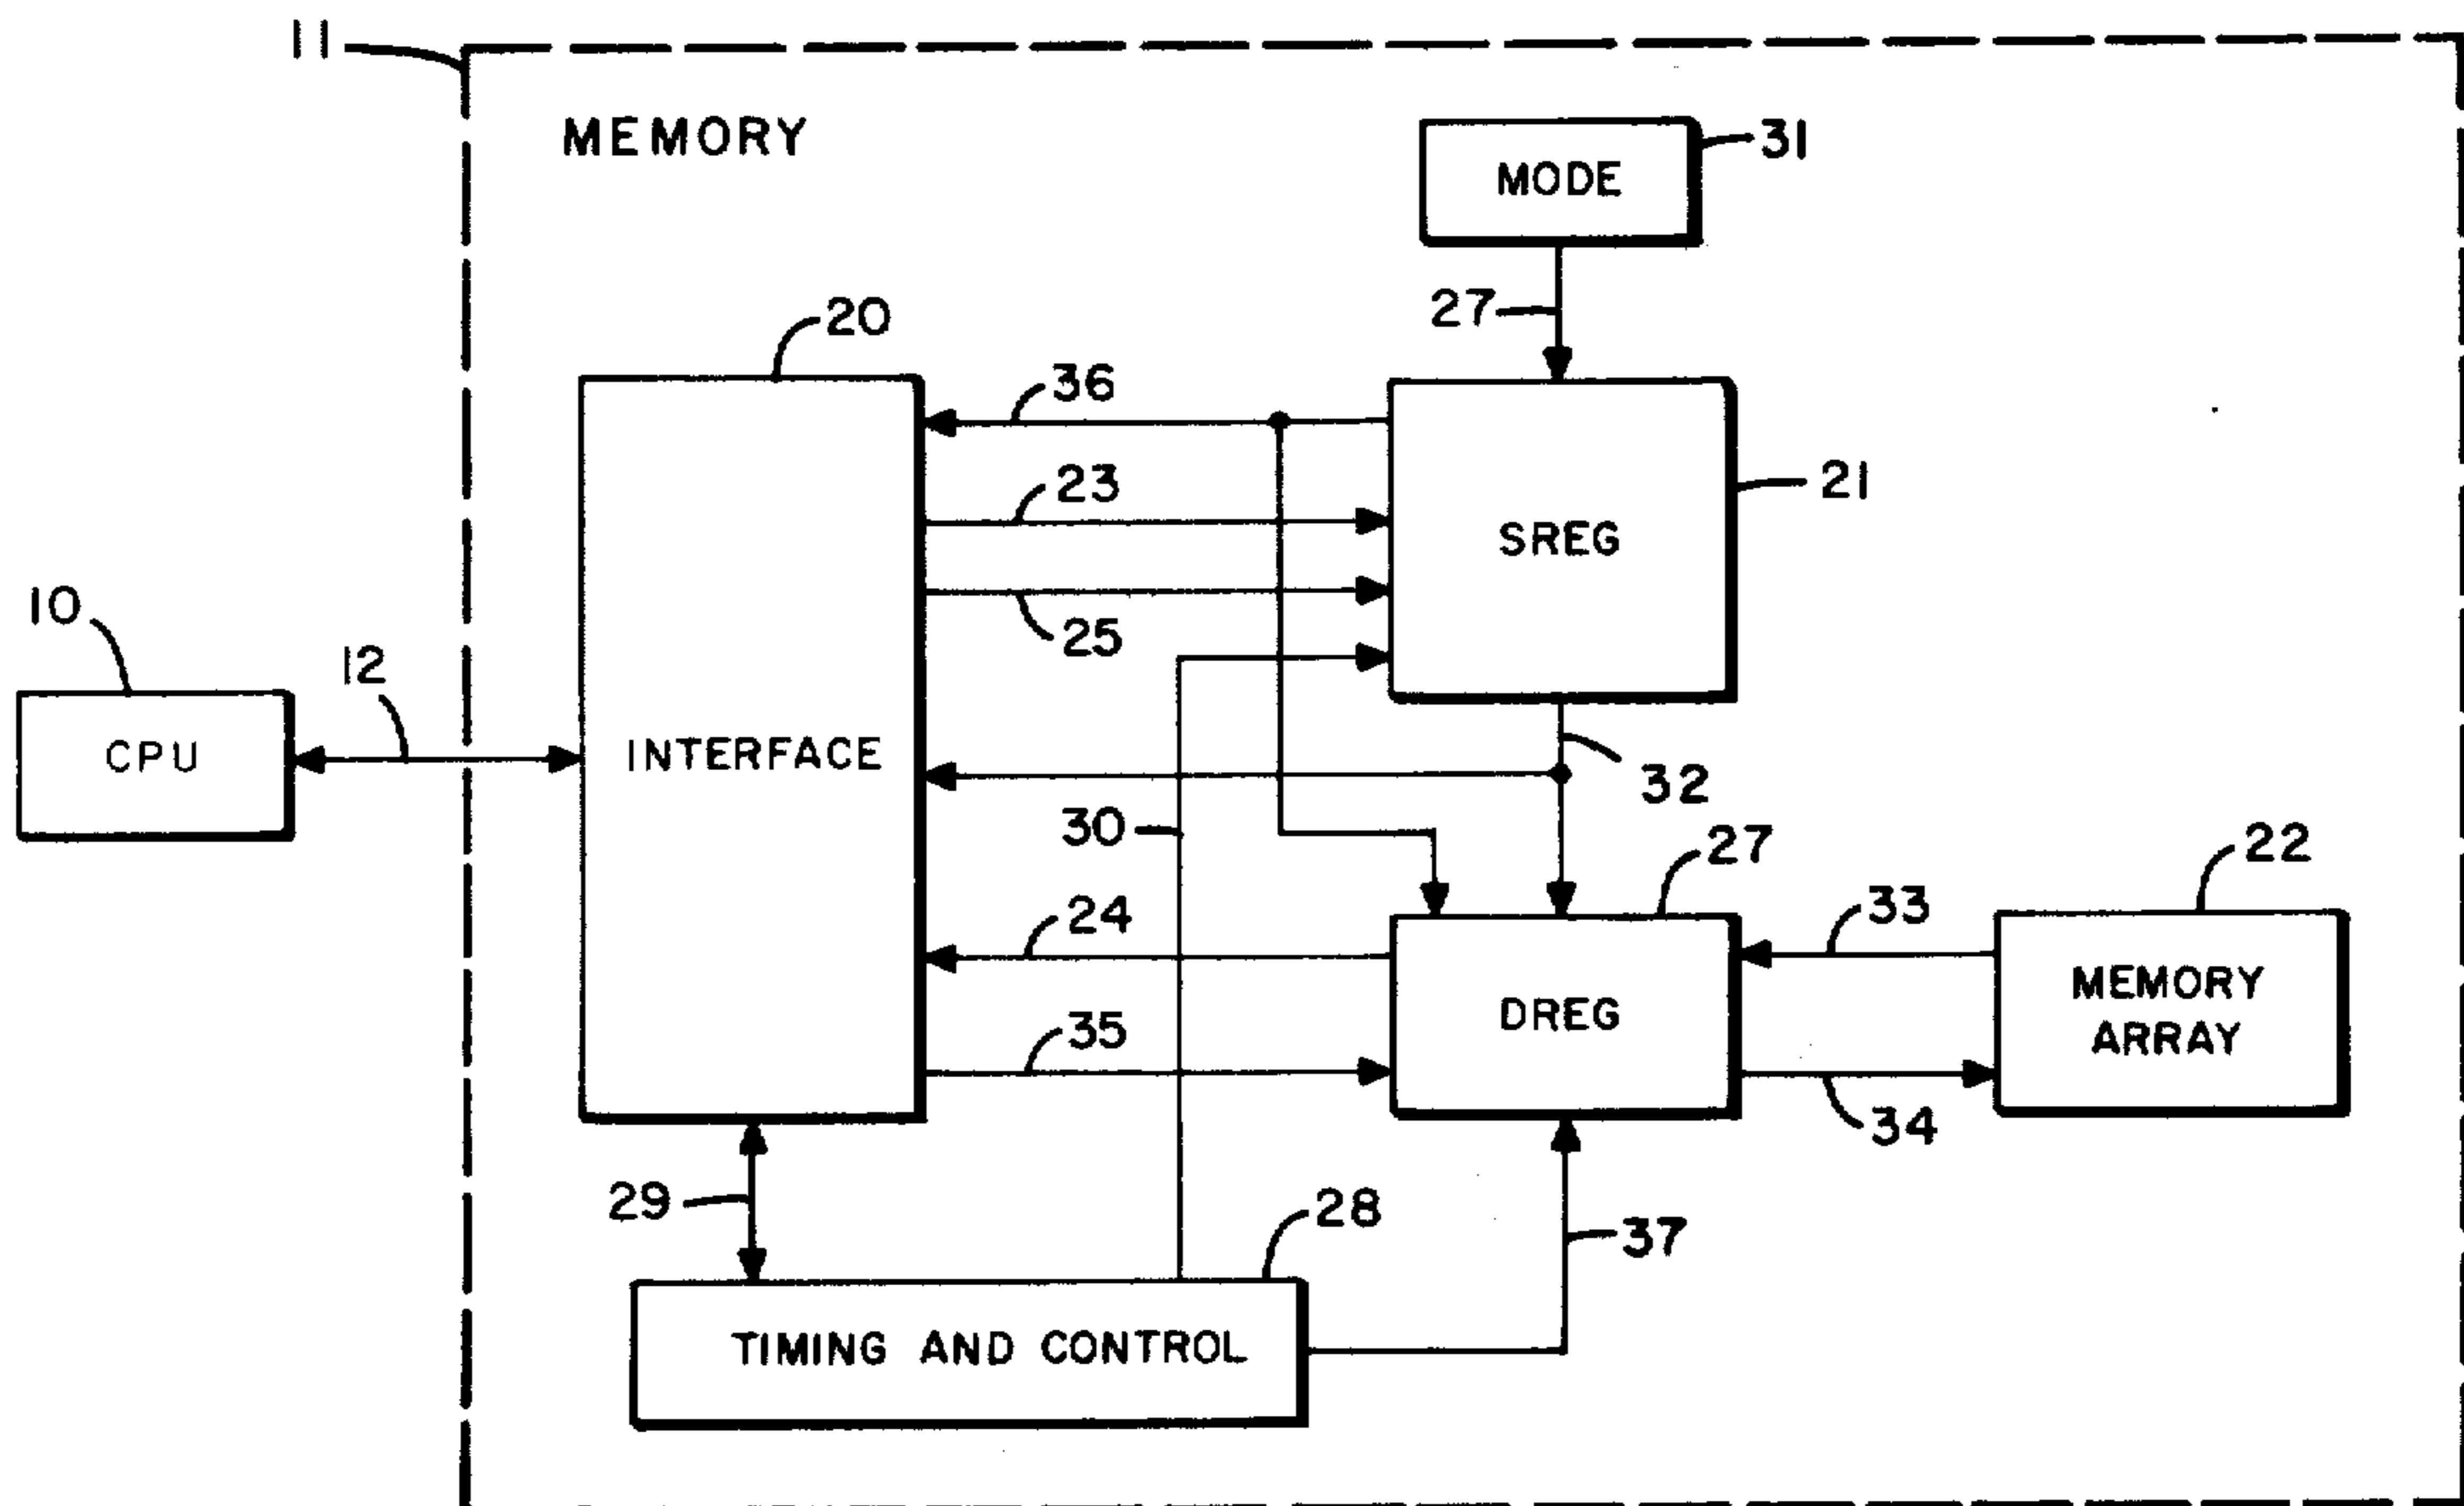 11
MEMORY
MODE
31
27
20
36
23
SREG
21
25
10
12
CPU
INTERFACE
32
30
27
22
24
33
MEMORY
ARRAY
DREG
35
34
29
28
37
TIMING AND CONTROL